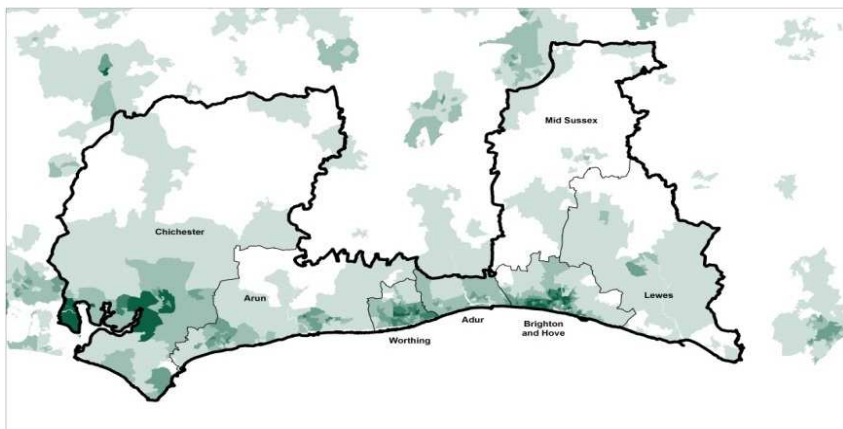 Mid Sussex
Chichester
Arun
Lewes
Adur
Brighton
and Hove
Worthing